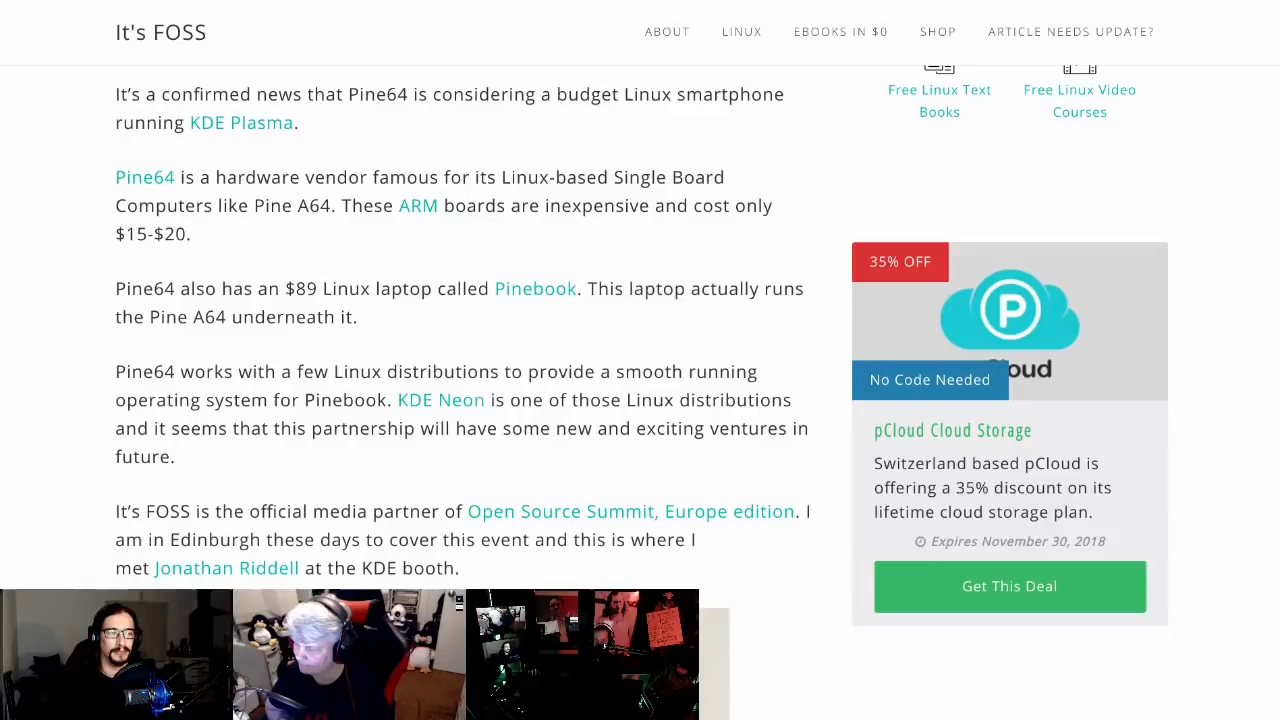 It's FOSS
ABOUT
LINUX
EBOOKS IN $0
SHOP
ARTICLE NEEDS UPDATE?
It’s a confirmed news that Pine64 is considering a budget Linux smartphone
running KDE Plasma.
Pine64 is a hardware vendor famous for its Linux-based Single Board
Computers like Pine A64. These ARM boards are inexpensive and cost only
$15-$20.
Pine64 also has an $89 Linux laptop called Pinebook. This laptop actually runs
the Pine A64 underneath it.
Pine64 works with a few Linux distributions to provide a smooth running
operating system for Pinebook. KDE Neon is one of those Linux distributions
and it seems that this partnership will have some new and exciting ventures in
future.
It’s FOSS is the official media partner of Open Source Summit, Europe edition. I
am in Edinburgh these days to cover this event and this is where I
met Jonathan Riddell at the KDE booth.
Free Linux Text
Books
Free Linux Video
Courses
35% OFF
P
oud
No Code Needed
pCloud Cloud Storage
Switzerland based pCloud is
offering a 35% discount on its
lifetime cloud storage plan.
Expires November 30, 2018
Get This Deal